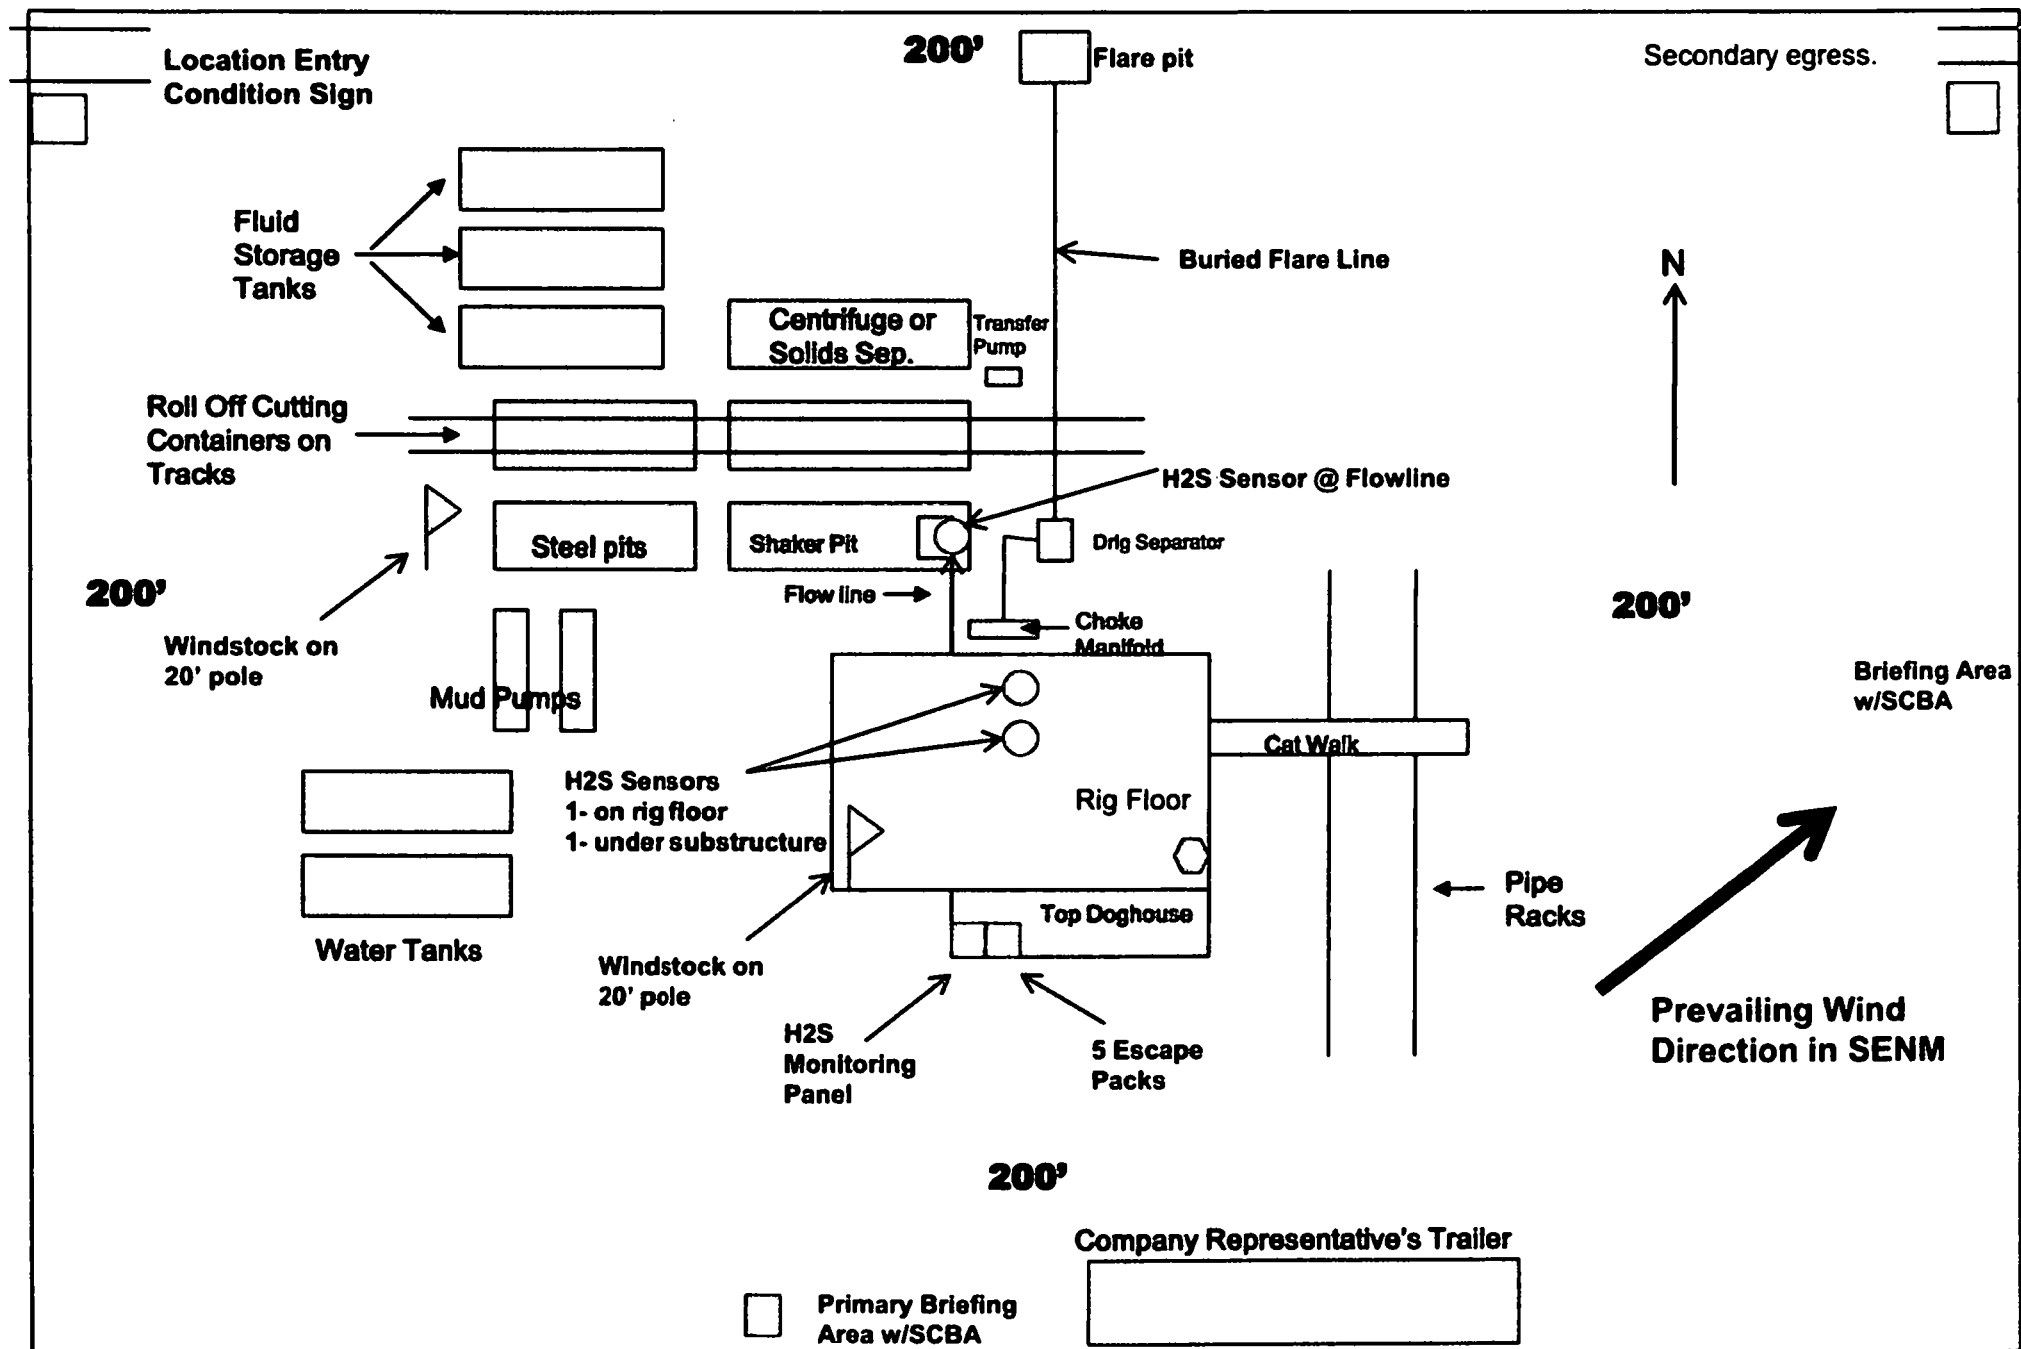 Location Entry
Condition Sign
200'
Flare pit
Secondary egress.
Fluid
Storage
Tanks
Buried Flare Line
N
Centrifuge or
Solids Sep.
Transfer
Pump
Roll Off Cutting
Containers on
Tracks
H2S Sensor @ Flowline
Steel pits
Shaker Pit
Drlg Separator
200'
Flow line
200'
Windstock on
20' pole
Choke
Manifold
Mud Pumps
Briefing Area
w/SCBA
Cat Walk
H2S Sensors
1- on rig floor
1- under substructure
Rig Floor
Pipe
Racks
Top Doghouse
Water Tanks
Windstock on
20' pole
H2S
Monitoring
Panel
5 Escape
Packs
Prevailing Wind
Direction in SENM
200'
Company Representative's Trailer
Primary Briefing
Area w/SCBA